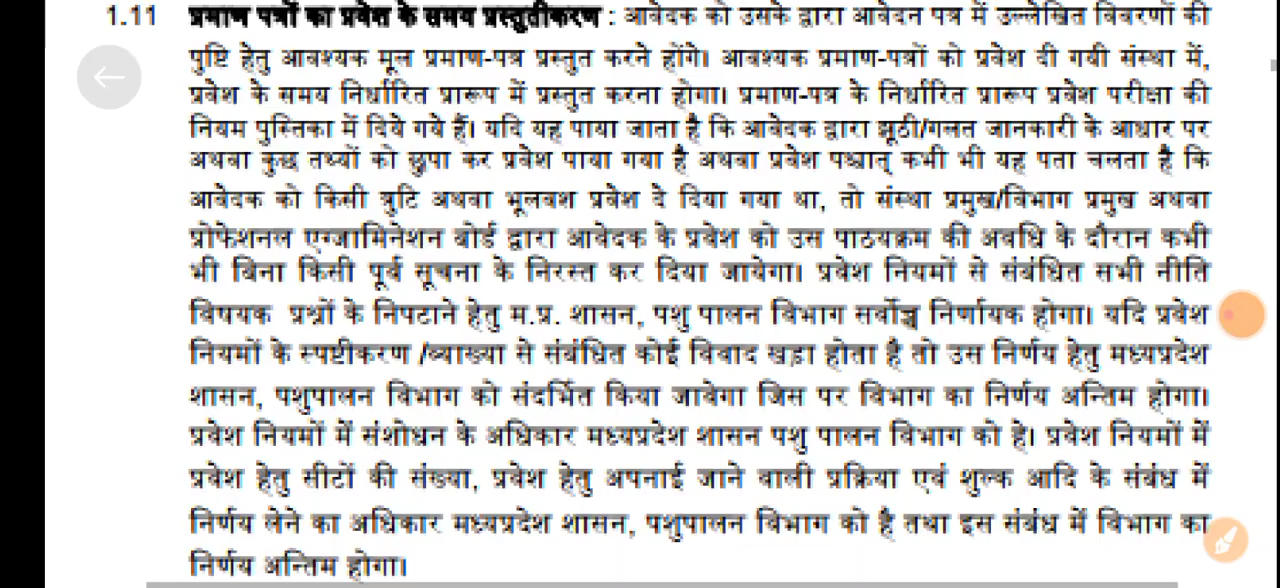 1.11 प्रमाण पत्रों का प्रवेश के समय प्रस्तुतीकरण : आवेदक को उसके द्वारा आवेदन पत्र में उल्लेखित विवरणों की
पुष्टि हेतु आवश्यक मूल प्रमाण-पत्र प्रस्तुत करने होंगे। आवश्यक प्रमाण-पत्रों को प्रवेश दी गयी संस्था में,
प्रवेश के समय निर्धारित प्रारूप में प्रस्तुत करना होगा। प्रमाण-पत्र के निर्धारित प्रारूप प्रवेश परीक्षा की
नियम पुस्तिका में दिये गये हैं। यदि यह पाया जाता है कि आवेदक द्वारा झूठी/गलत जानकारी के आधार पर
अथवा कुछ तथ्यों को छुपा कर प्रवेश पाया गया है अथवा प्रवेश पश्चात् कभी भी यह पता चलता है कि
आवेदक को किसी त्रुटि अथवा भूलवश प्रवेश दे दिया गया था, तो संस्था प्रमुख/विभाग प्रमुख अथवा
प्रोफेशनल एग्जामिनेशन बोर्ड द्वारा आवेदक के प्रवेश को उस पाठयक्रम की अवधि के दौरान कभी
भी बिना किसी पूर्व सूचना के निरस्त कर दिया जावेगा। प्रवेश नियमों से संबंधित सभी नीति
विषयक प्रश्नों के निपटाने हेतु म.प्र. शासन, पशु पालन विभाग सर्वोच्च निर्णायक होगा। यदि प्रवेश
नियमों के स्पष्टीकरण /व्याख्या से संबंधित कोई विवाद खड़ा होता है तो उस निर्णय हेतु मध्यप्रदेश
शासन, पशुपालन विभाग को संदर्भित किया जावेगा जिस पर विभाग का निर्णय अन्तिम होगा।
प्रवेश नियमों में संशोधन के अधिकार मध्यप्रदेश शासन पशु पालन विभाग को है। प्रवेश नियमों में
प्रवेश हेतु सीटों की संख्या, प्रवेश हेतु अपनाई जाने वाली प्रक्रिया एवं शुल्क आदि के संबंध में
निर्णय लेने का अधिकार मध्यप्रदेश शासन, पशुपालन विभाग को है तथा इस संबंध में विभाग का
निर्णय अन्तिम होगा।